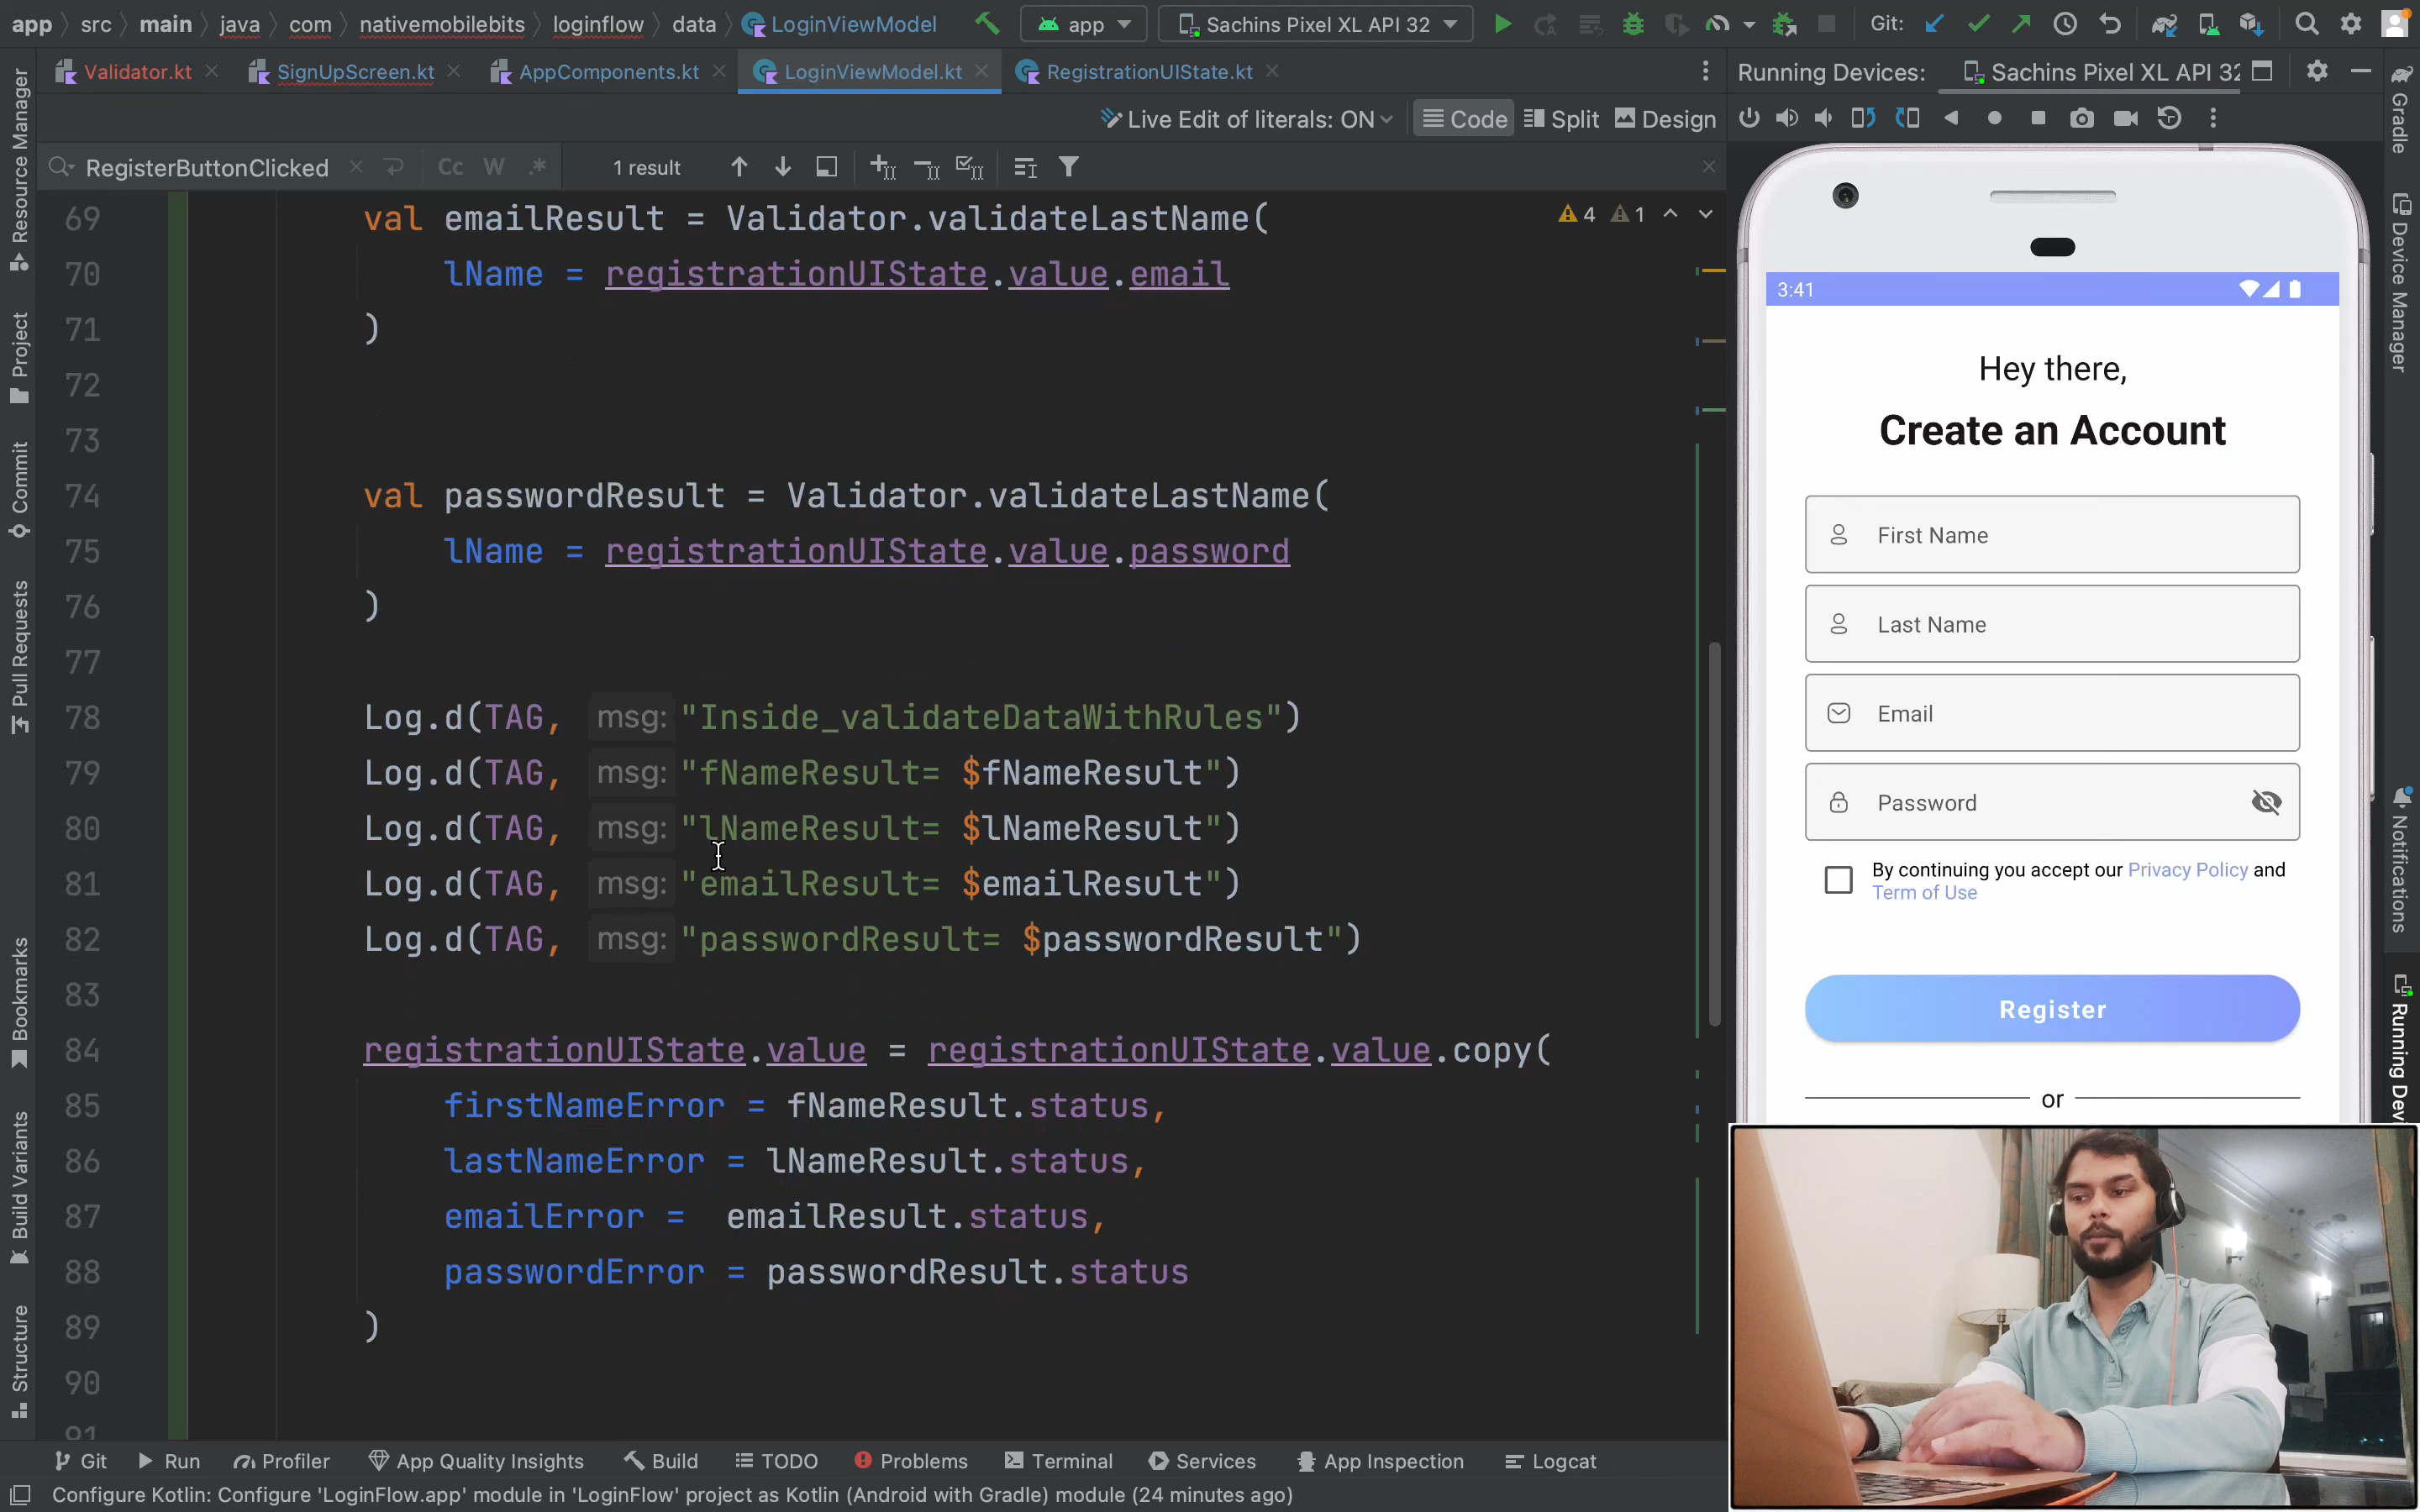 app › src › main › java › com › nativemobilebits › loginflow › data › LoginViewModel
app
Sachins Pixel XL API 32
Git:
Validator.kt
SignUpScreen.kt
AppComponents.kt
LoginViewModel.kt
RegistrationUIState.kt
Running Devices:
Sachins Pixel XL API 32
Live Edit of literals: ON
Code
Split
Design
RegisterButtonClicked
Cc
W
.*
1 result
4
1
69 val emailResult = Validator.validateLastName(
70 lName = registrationUIState.value.email
71 )
72
73
74 val passwordResult = Validator.validateLastName(
75 lName = registrationUIState.value.password
76 )
77
78 Log.d(TAG, msg: "Inside_validateDataWithRules")
79 Log.d(TAG, msg: "fNameResult= $fNameResult")
80 Log.d(TAG, msg: "lNameResult= $lNameResult")
81 Log.d(TAG, msg: "emailResult= $emailResult")
82 Log.d(TAG, msg: "passwordResult= $passwordResult")
83
84 registrationUIState.value = registrationUIState.value.copy(
85 firstNameError = fNameResult.status,
86 lastNameError = lNameResult.status,
87 emailError = emailResult.status,
88 passwordError = passwordResult.status
89 )
90
91
Resource Manager
Project
Commit
Pull Requests
Bookmarks
Build Variants
Structure
3:41
Hey there,
Create an Account
First Name
Last Name
Email
Password
By continuing you accept our Privacy Policy and
Term of Use
Register
or
Gradle
Device Manager
Notifications
Running Dev
Git
Run
Profiler
App Quality Insights
Build
TODO
Problems
Terminal
Services
App Inspection
Logcat
Configure Kotlin: Configure 'LoginFlow.app' module in 'LoginFlow' project as Kotlin (Android with Gradle) module (24 minutes ago)